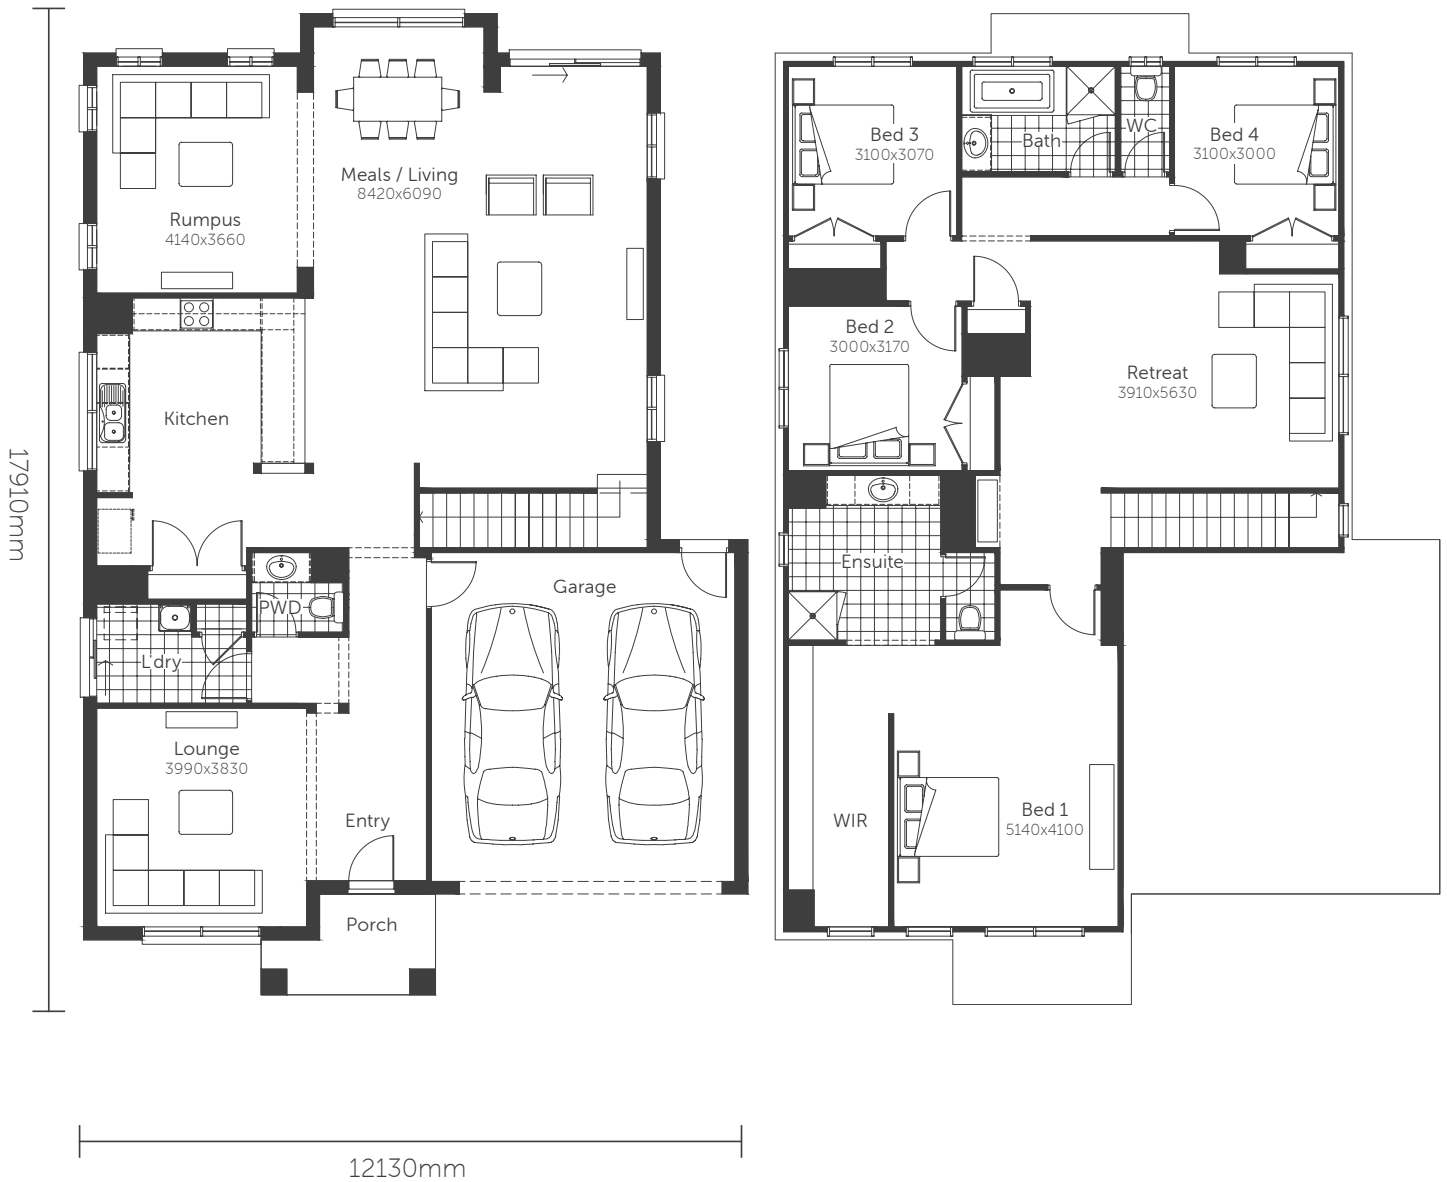 Meals / Living
8420x6090
Rumpus
4140x3660
Kitchen
17910mm
PWD
Garage
L'dry
Lounge
3990x3830
Entry
Porch
12130mm
Bed 3
3100x3070
Bath
WC
Bed 4
3100x3000
Bed 2
3000x3170
Retreat
3910x5630
Ensuite
WIR
Bed 1
5140x4100